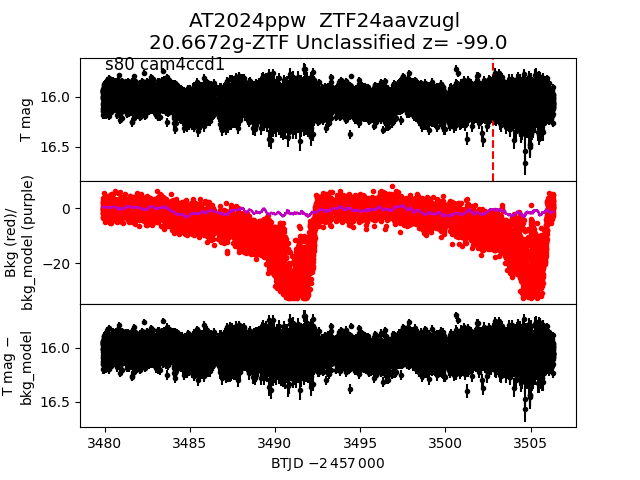 AT2024ppw  ZTF24aavzugl
20.6672g-ZTF Unclassified z= -99.0
s80 cam4ccd1
T mag
16.0
16.5
Bkg (red)/
bkg_model (purple)
0
−20
T mag −
bkg_model
16.0
16.5
3480 3485 3490 3495 3500 3505
BTJD −2 457 000